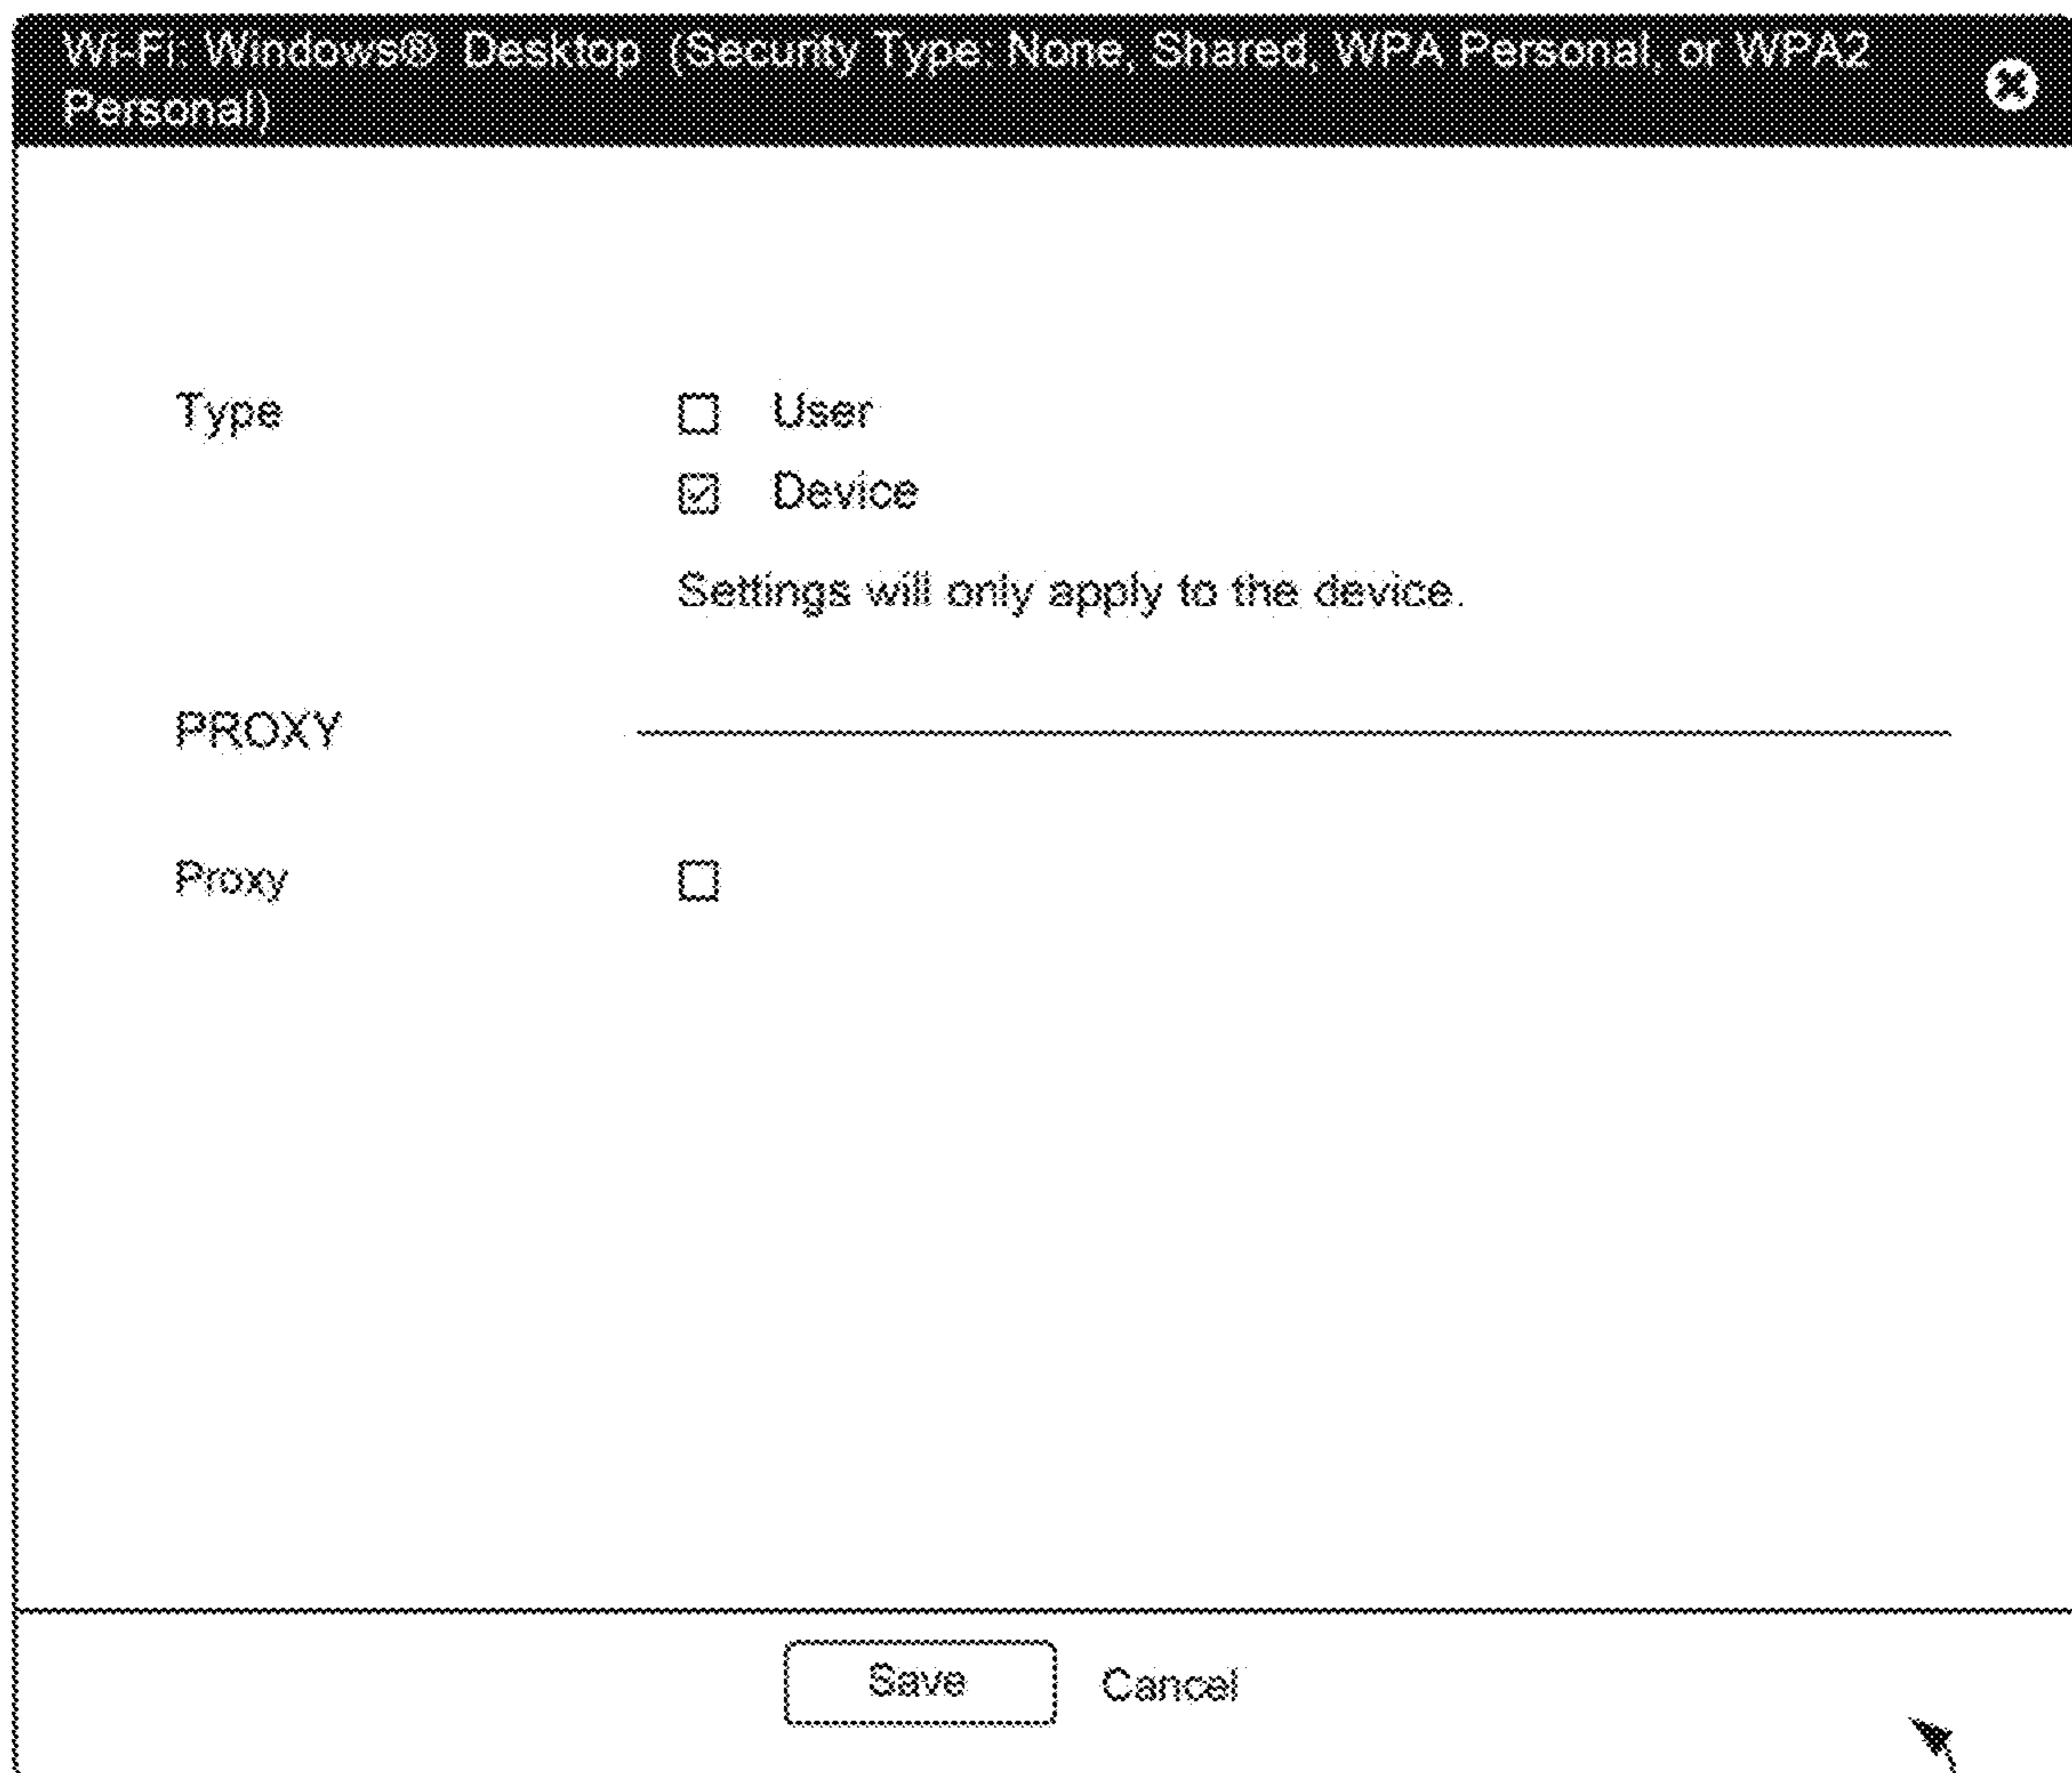 Wi-Fi: Windows® Desktop (Security Type: None, Shared, WPA Personal, or WPA2
Personal)
Type
User
Device
Settings will only apply to the device.
PROXY
Proxy
Save Cancel